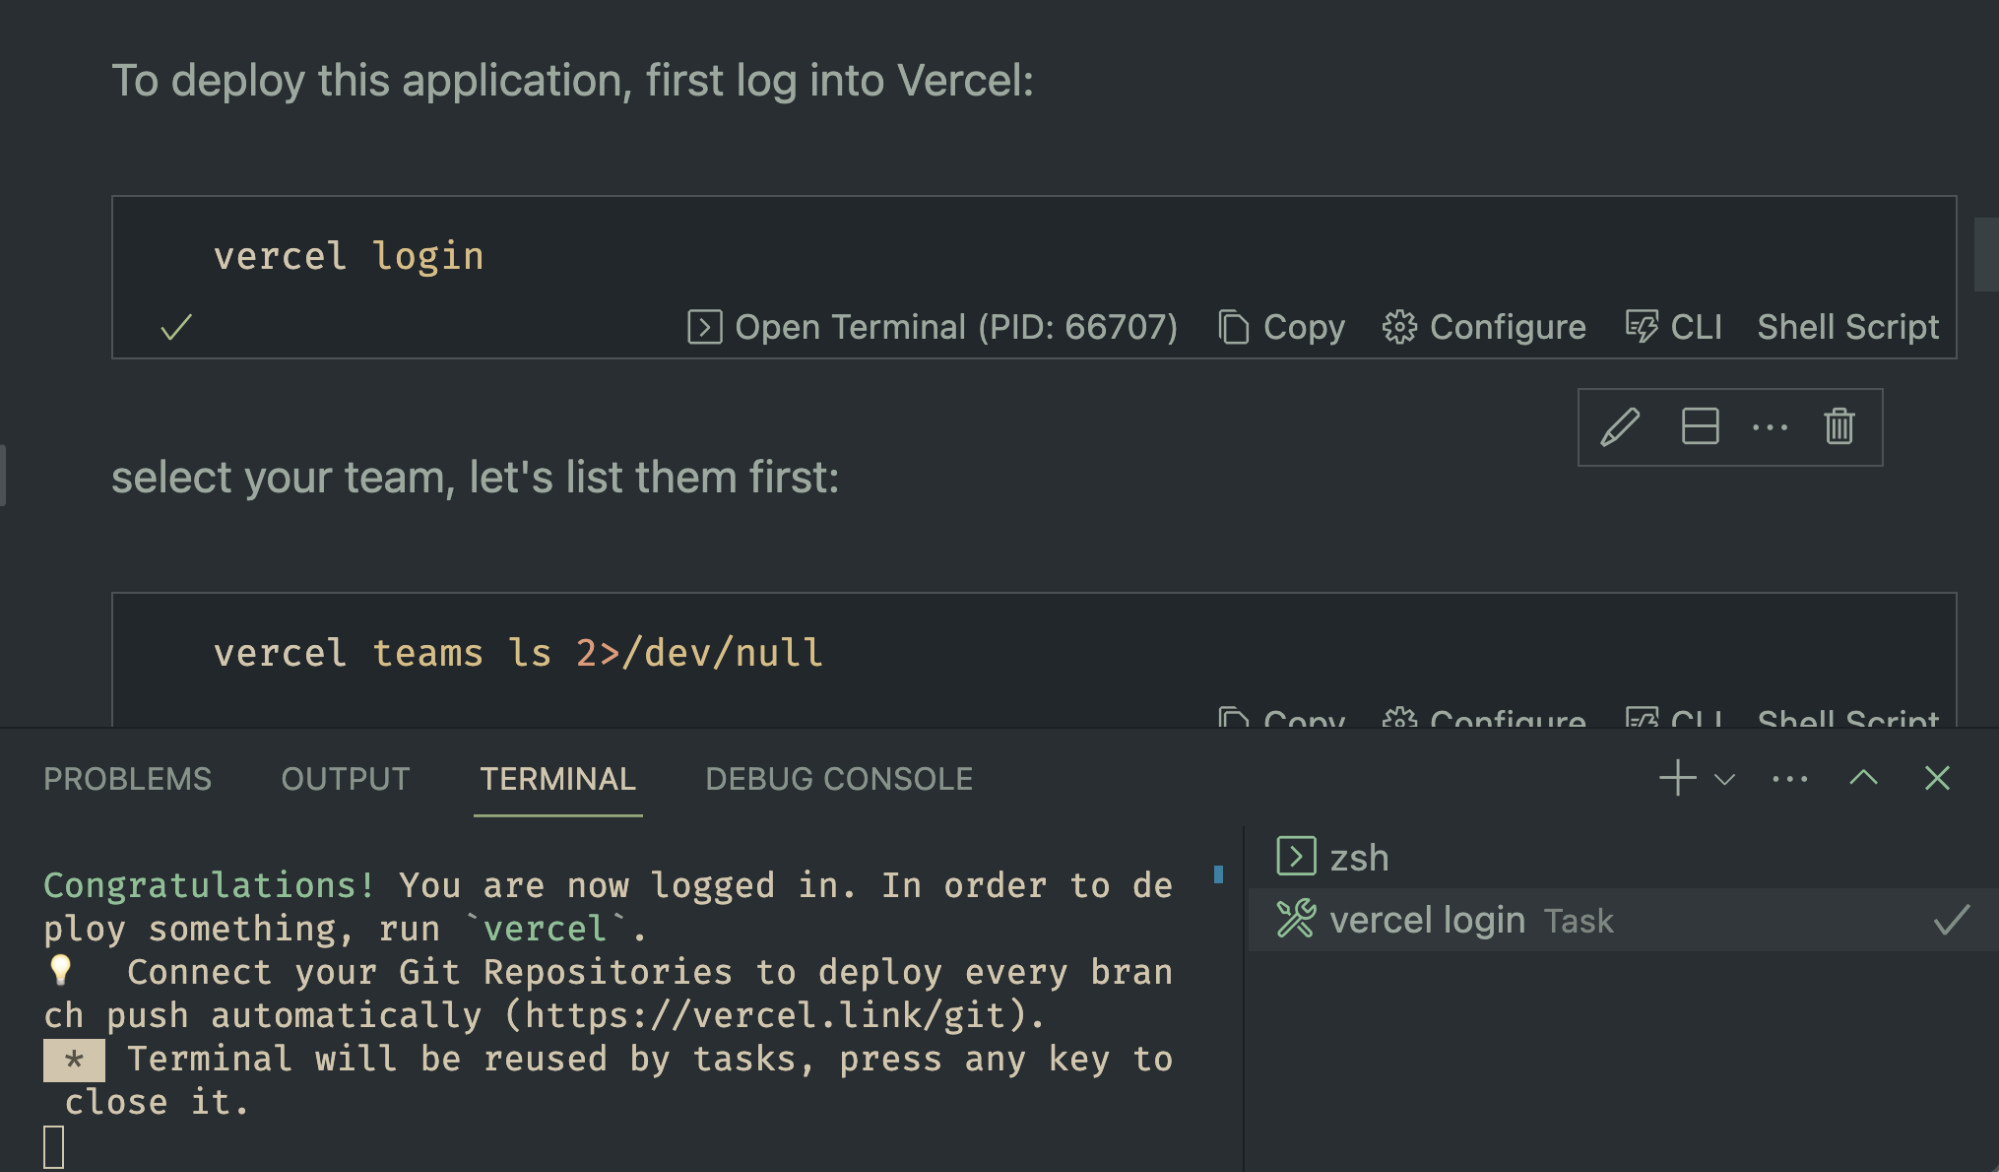 To deploy this application, first log into Vercel:
vercel login
Open Terminal (PID: 66707) Copy Configure CLI Shell Script
select your team, let's list them first:
vercel teams ls 2>/dev/null
Copy Configure CLI Shell Script
PROBLEMS OUTPUT TERMINAL DEBUG CONSOLE
Congratulations! You are now logged in. In order to de
ploy something, run `vercel`.
Connect your Git Repositories to deploy every bran
ch push automatically (https://vercel.link/git).
* Terminal will be reused by tasks, press any key to
close it.
zsh
vercel login Task